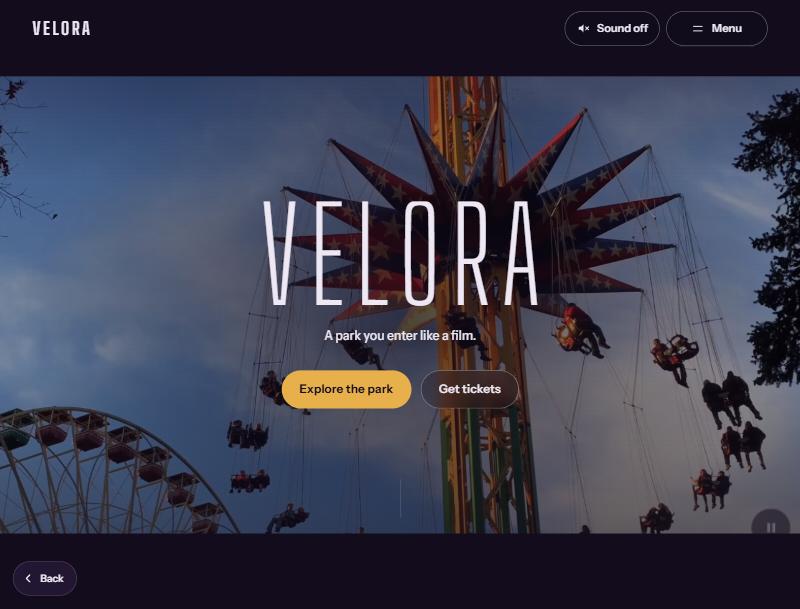 VELORA
Sound off
Menu
VELORA
A park you enter like a film.
Explore the park
Get tickets
Back